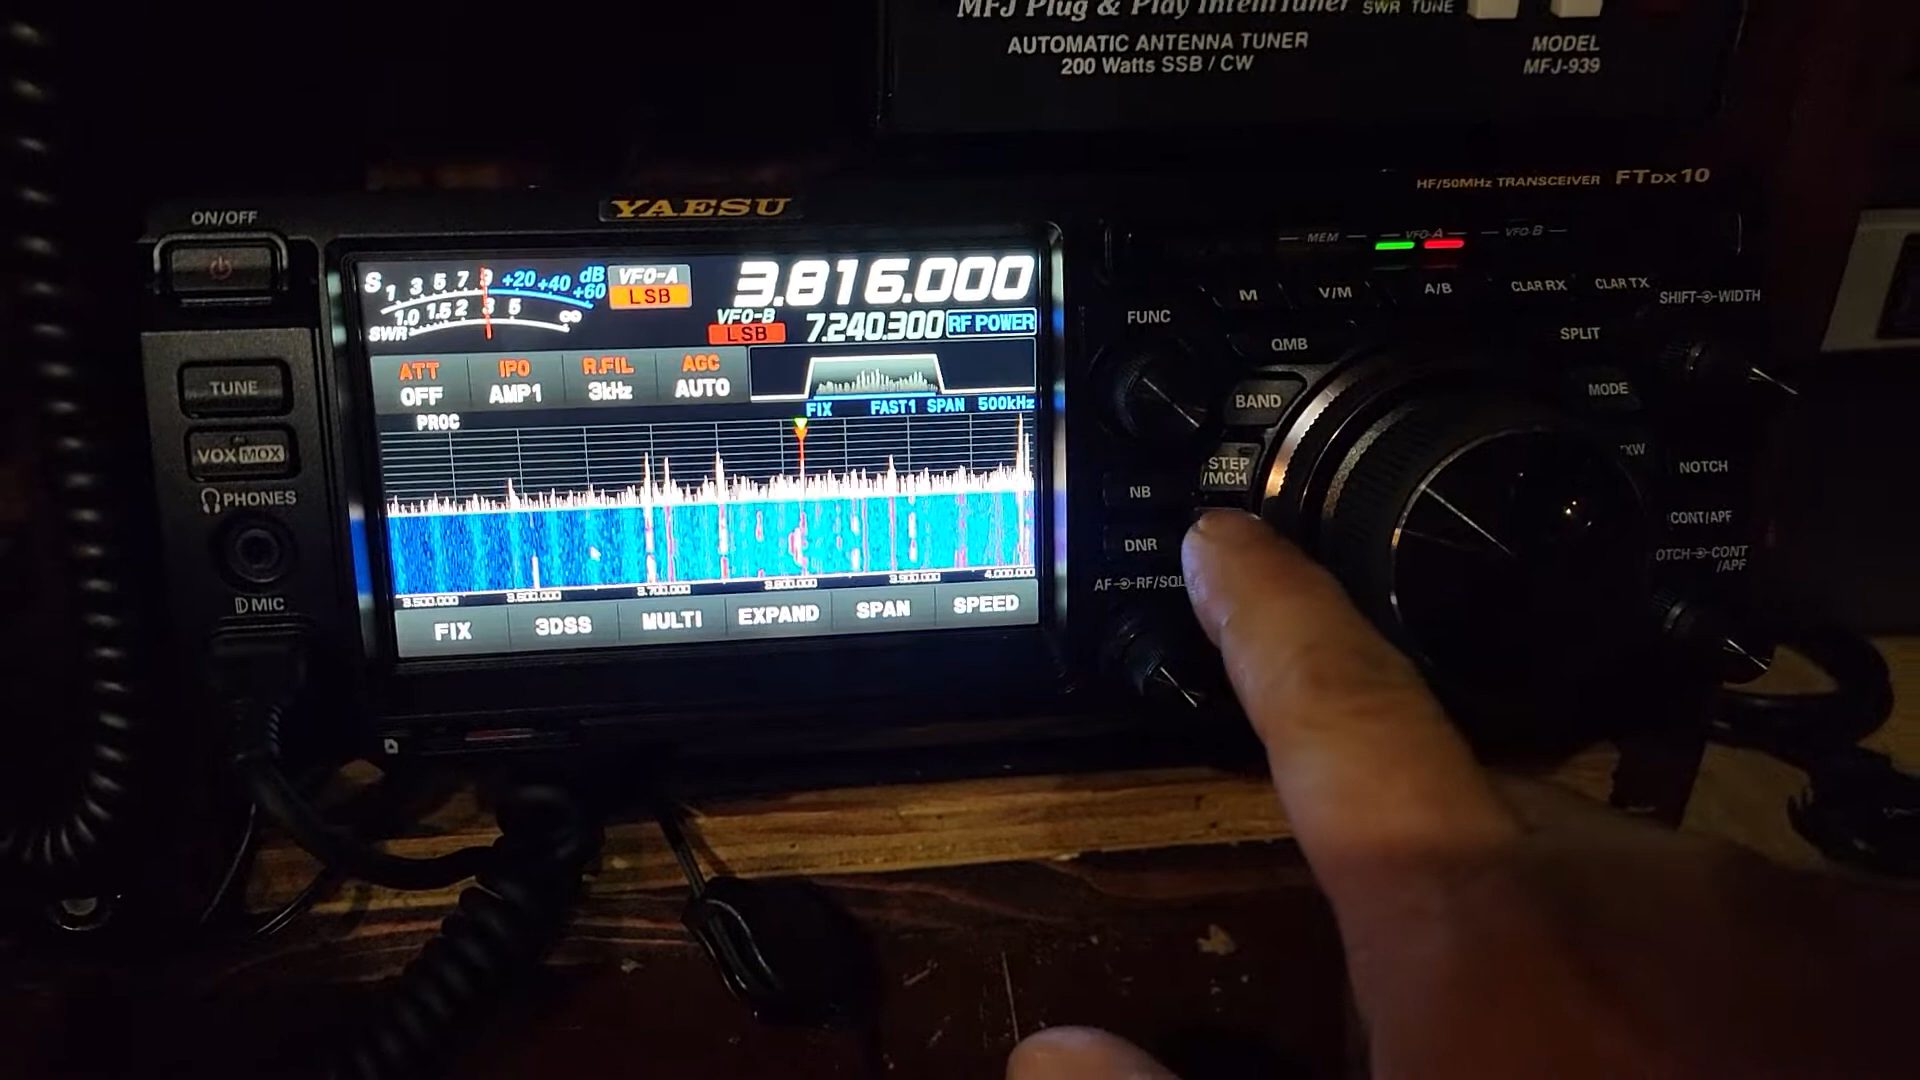 MFJ Plug & Play IntelliTuner
SWR TUNE
AUTOMATIC ANTENNA TUNER
200 Watts SSB / CW
MODEL
MFJ-939
HF/50MHz TRANSCEIVER FTDX10
YAESU
ON/OFF
TUNE
VOX MOX
PHONES
MIC
S 1 3 5 7 9 +20 +40 +60 dB
SWR 1.0 1.5 2 3 5 ∞
VFO-A
LSB
3.816.000
VFO-B
LSB
7.240.300
RF POWER
ATT
OFF
IPO
AMP1
R.FIL
3kHz
AGC
AUTO
FIX FAST1 SPAN 500kHz
PROC
3.500.000 3.600.000 3.700.000 3.800.000 3.900.000 4.000.000
FIX 3DSS MULTI EXPAND SPAN SPEED
MEM VFO-A VFO-B
M V/M A/B CLAR RX CLAR TX
SHIFT WIDTH
FUNC
QMB
SPLIT
BAND
MODE
STEP
/MCH
TXW
NOTCH
NB
CONT/APF
DNR
OTCH CONT
/APF
AF RF/SQL